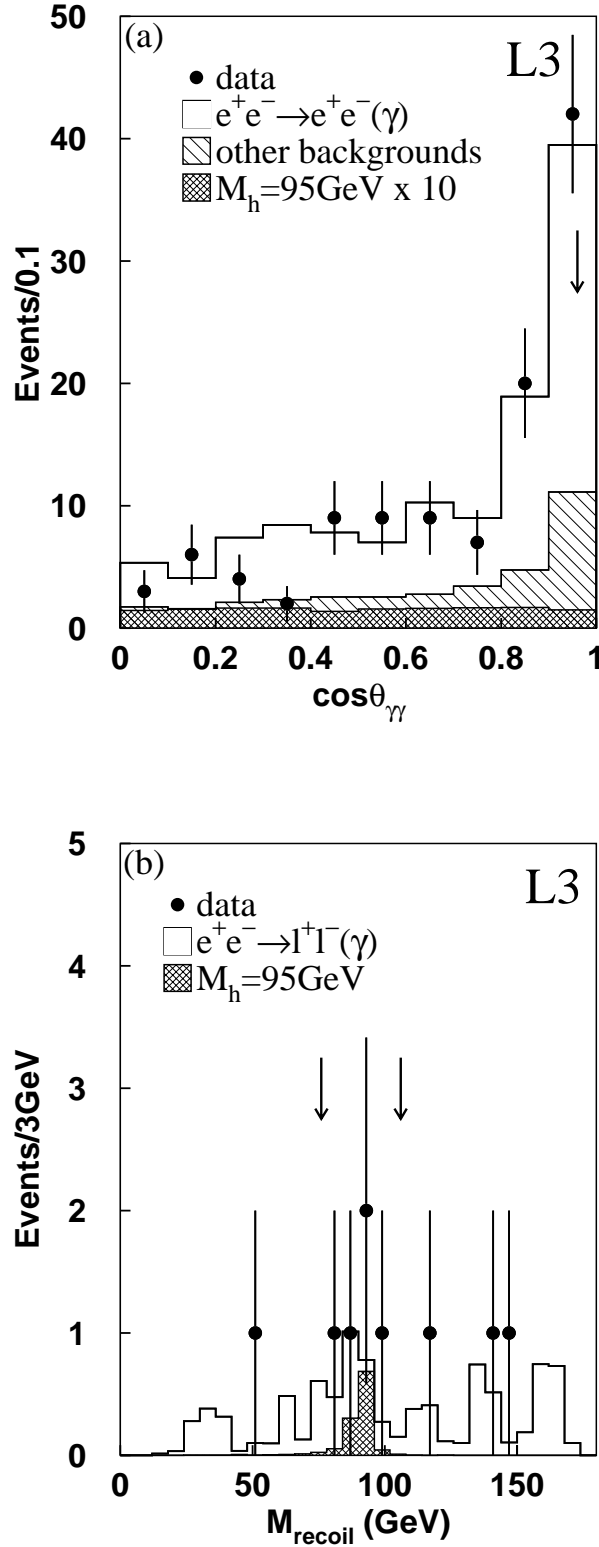 50
(a)
L3
data
e⁺e⁻→e⁺e⁻(γ)
other backgrounds
M_h=95GeV x 10
40
30
20
10
0
Events/0.1
0 0.2 0.4 0.6 0.8 1
cosθ_γγ
5
(b)
L3
data
e⁺e⁻→l⁺l⁻(γ)
M_h=95GeV
4
3
2
1
0
Events/3GeV
0 50 100 150
M_recoil (GeV)